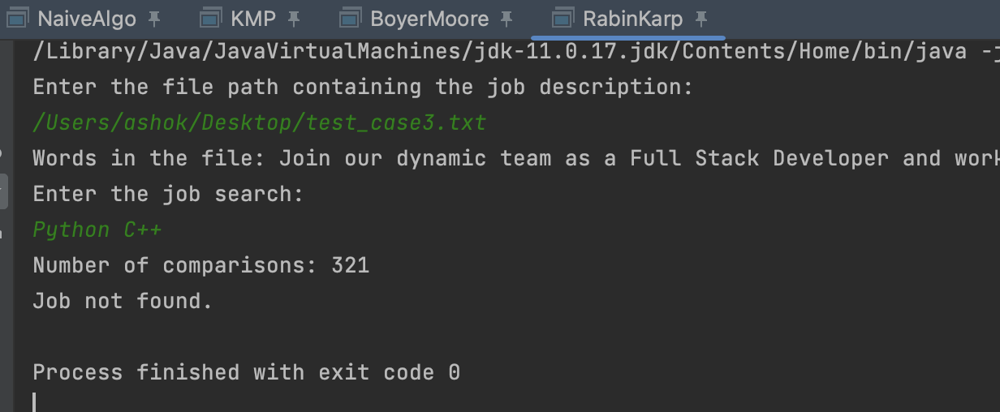 NaiveAlgo KMP BoyerMoore RabinKarp
/Library/Java/JavaVirtualMachines/jdk-11.0.17.jdk/Contents/Home/bin/java
Enter the file path containing the job description:
/Users/ashok/Desktop/test_case3.txt
Words in the file: Join our dynamic team as a Full Stack Developer and work
Enter the job search:
Python C++
Number of comparisons: 321
Job not found.
Process finished with exit code 0